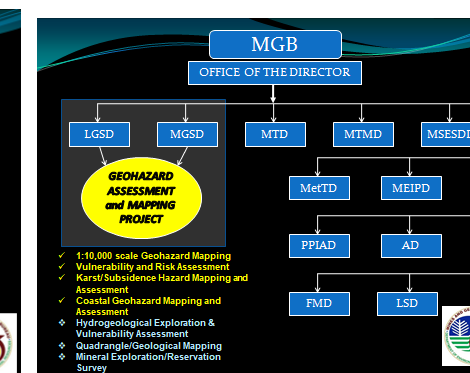 MGB
OFFICE OF THE DIRECTOR
LGSD
MGSD
MTD
MTMD
MSESDD
GEOHAZARD
ASSESSMENT
and MAPPING
PROJECT
MetTD
MEIPD
PPIAD
AD
FMD
LSD
1:10,000 scale Geohazard Mapping
Vulnerability and Risk Assessment
Karst/Subsidence Hazard Mapping and
Assessment
Coastal Geohazard Mapping and
Assessment
Hydrogeological Exploration &
Vulnerability Assessment
Quadrangle/Geological Mapping
Mineral Exploration/Reservation
Survey